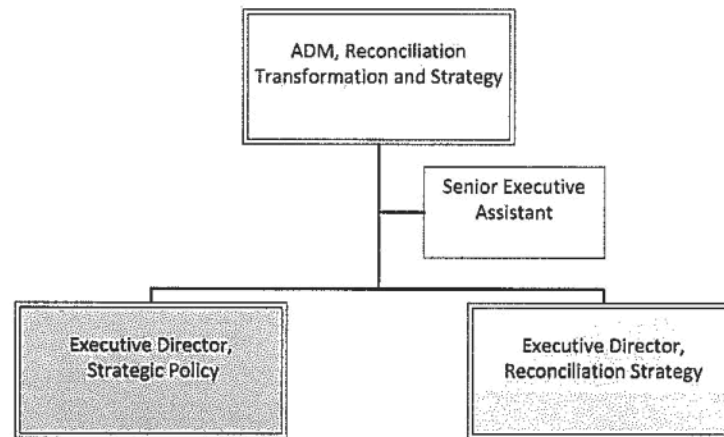 ADM, Reconciliation
Transformation and Strategy
Senior Executive
Assistant
Executive Director,
Strategic Policy
Executive Director,
Reconciliation Strategy